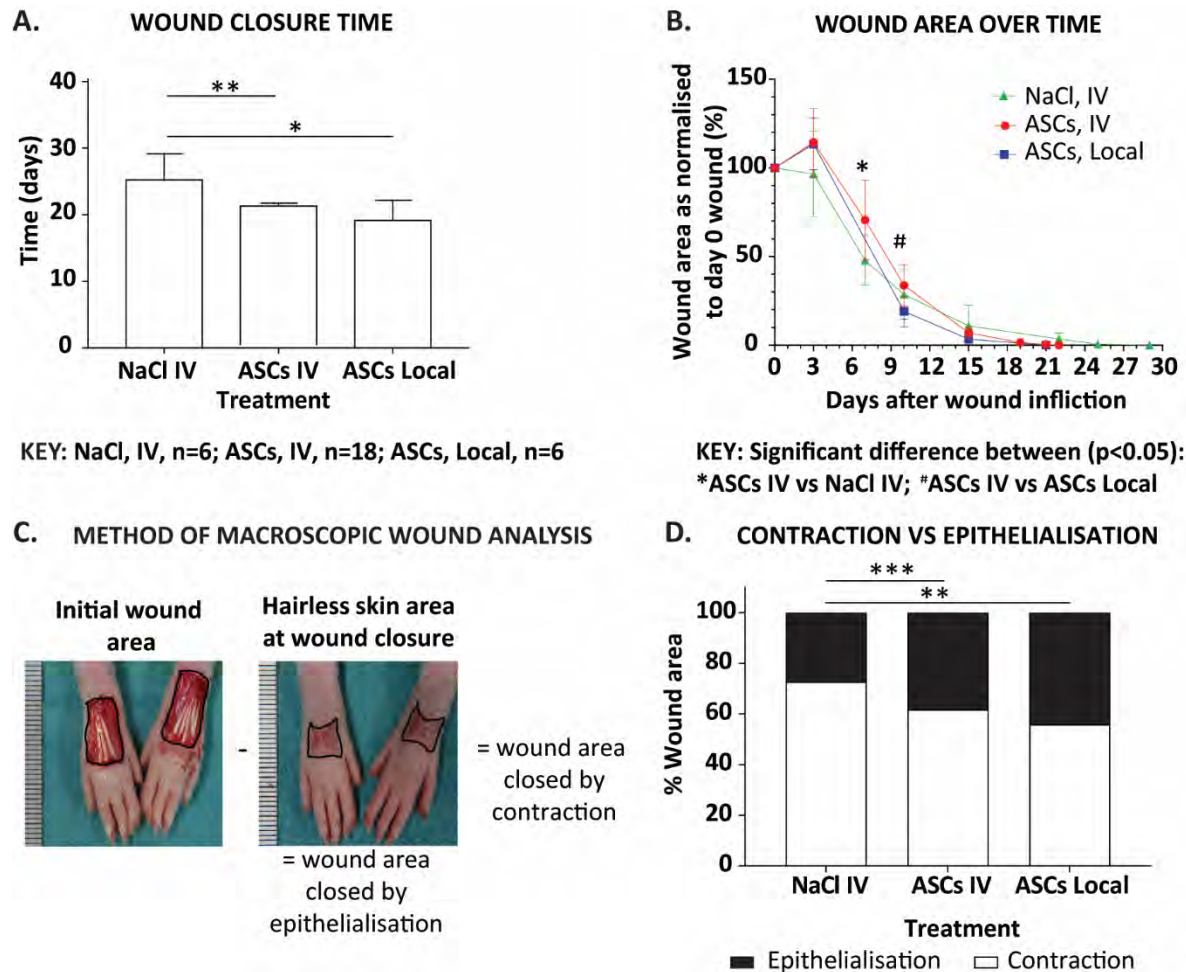 A. WOUND CLOSURE TIME
40
30
20
10
0
Time (days)
**
*
NaCl IV ASCs IV ASCs Local
Treatment
KEY: NaCl, IV, n=6; ASCs, IV, n=18; ASCs, Local, n=6
B. WOUND AREA OVER TIME
Wound area as normalised
to day 0 wound (%)
150
100
50
0
NaCl, IV
ASCs, IV
ASCs, Local
*
#
0 3 6 9 12 15 18 21 24 27 30
Days after wound infliction
KEY: Significant difference between (p<0.05):
*ASCs IV vs NaCl IV; #ASCs IV vs ASCs Local
C. METHOD OF MACROSCOPIC WOUND ANALYSIS
Initial wound
area
-
Hairless skin area
at wound closure
= wound area
closed by
contraction
= wound area
closed by
epithelialisation
D. CONTRACTION VS EPITHELIALISATION
***
**
100
80
60
40
20
0
% Wound area
NaCl IV ASCs IV ASCs Local
Treatment
Epithelialisation Contraction